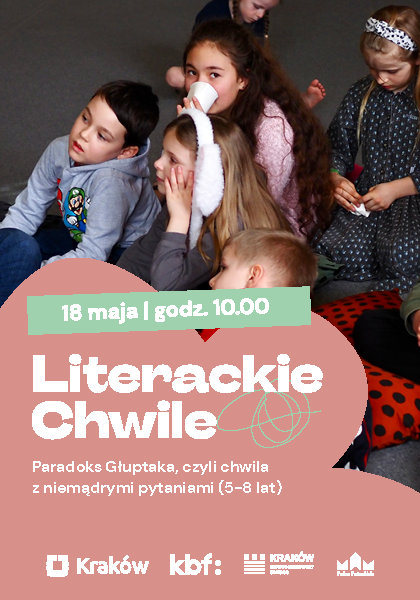 18 maja | godz. 10.00
Literackie
Chwile
Paradoks Głuptaka, czyli chwila
z niemądrymi pytaniami (5-8 lat)
Kraków
kbf:
KRAKÓW